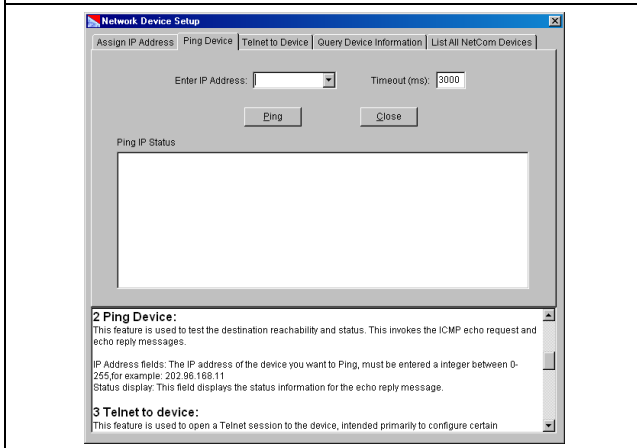 Network Device Setup
Assign IP Address Ping Device Telnet to Device Query Device Information List All NetCom Devices
Enter IP Address: Timeout (ms): 3000
Ping Close
Ping IP Status
2 Ping Device:
This feature is used to test the destination reachability and status. This invokes the ICMP echo request and
echo reply messages.
IP Address fields: The IP address of the device you want to Ping, must be entered a integer between 0-
255,for example: 202.96.168.11
Status display: This field displays the status information for the echo reply message.
3 Telnet to device:
This feature is used to open a Telnet session to the device, intended primarily to configure certain